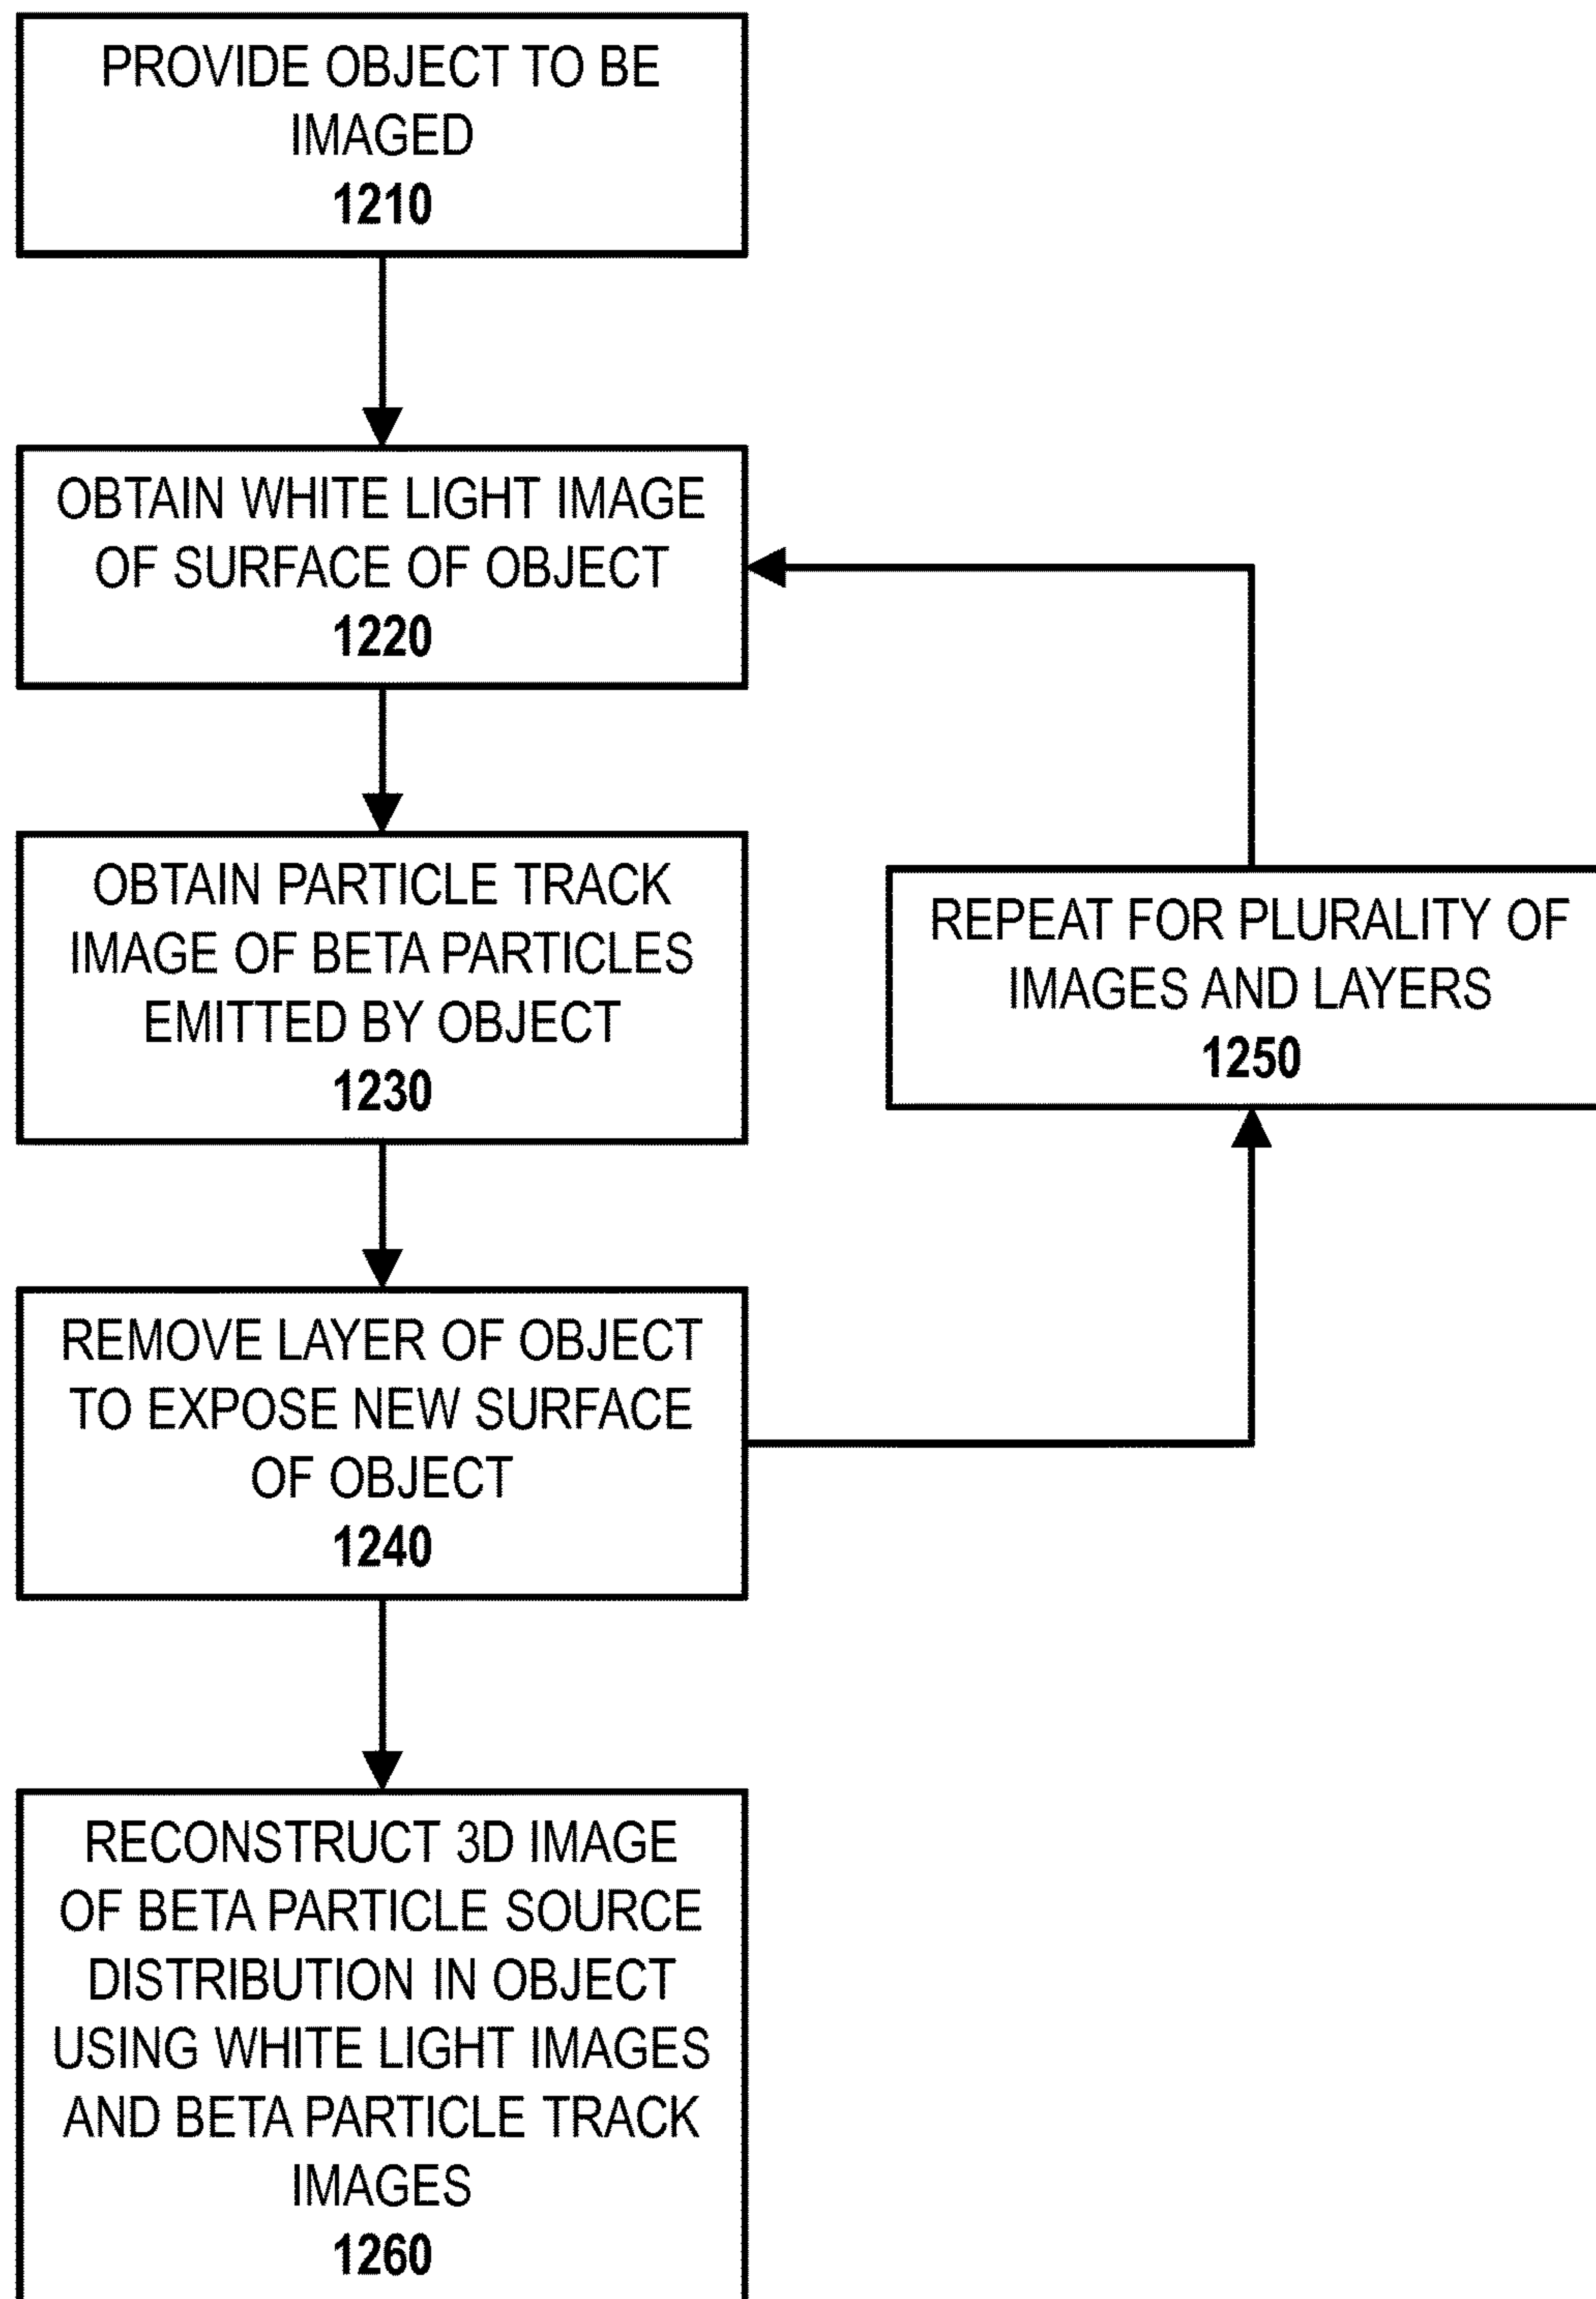 PROVIDE OBJECT TO BE
IMAGED
1210
OBTAIN WHITE LIGHT IMAGE
OF SURFACE OF OBJECT
1220
OBTAIN PARTICLE TRACK
IMAGE OF BETA PARTICLES
EMITTED BY OBJECT
1230
REPEAT FOR PLURALITY OF
IMAGES AND LAYERS
1250
REMOVE LAYER OF OBJECT
TO EXPOSE NEW SURFACE
OF OBJECT
1240
RECONSTRUCT 3D IMAGE
OF BETA PARTICLE SOURCE
DISTRIBUTION IN OBJECT
USING WHITE LIGHT IMAGES
AND BETA PARTICLE TRACK
IMAGES
1260